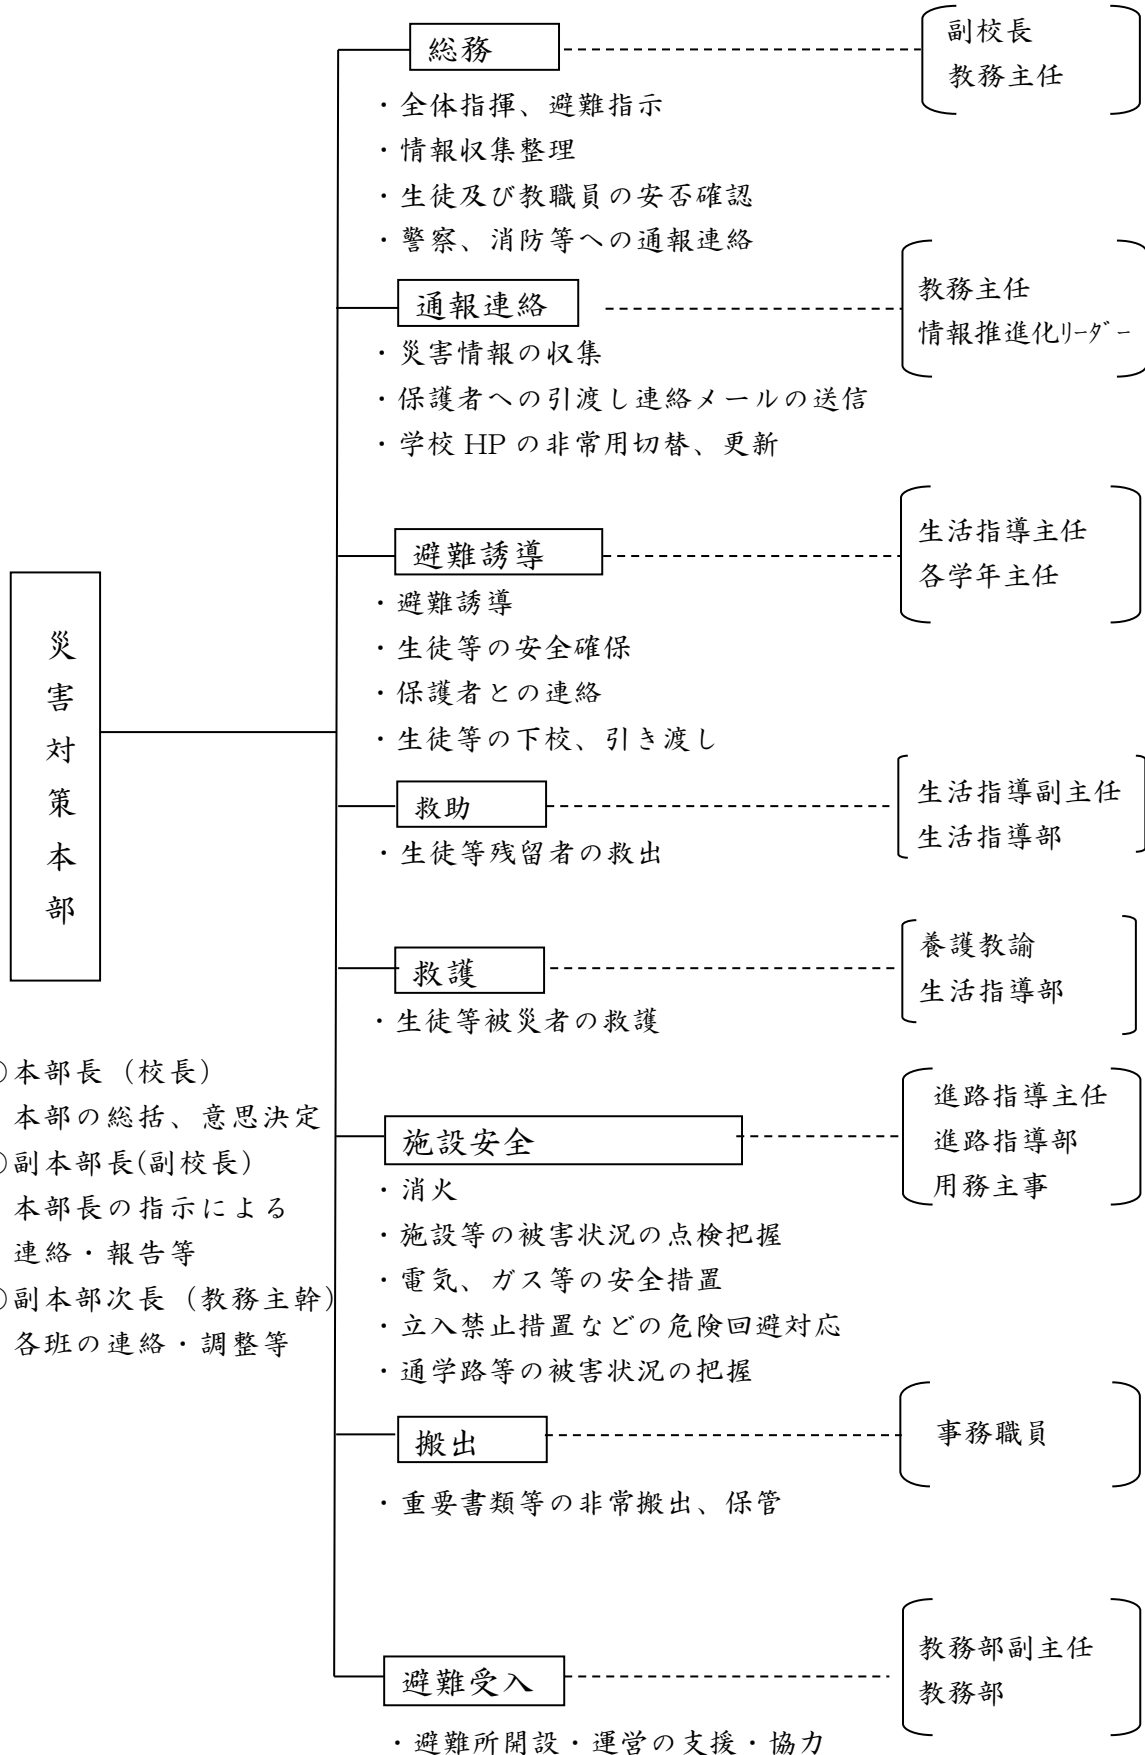 総務
副校長
教務主任
・全体指揮、避難指示
・情報収集整理
・生徒及び教職員の安否確認
・警察、消防等への通報連絡
通報連絡
教務主任
情報推進化ﾘｰﾀﾞｰ
・災害情報の収集
・保護者への引渡し連絡メールの送信
・学校 HP の非常用切替、更新
避難誘導
生活指導主任
各学年主任
・避難誘導
・生徒等の安全確保
・保護者との連絡
・生徒等の下校、引き渡し
災害対策本部
救助
生活指導副主任
生活指導部
・生徒等残留者の救出
救護
養護教諭
生活指導部
・生徒等被災者の救護
○本部長（校長）
本部の総括、意思決定
○副本部長(副校長）
本部長の指示による
連絡・報告等
○副本部次長（教務主幹）
各班の連絡・調整等
施設安全
進路指導主任
進路指導部
用務主事
・消火
・施設等の被害状況の点検把握
・電気、ガス等の安全措置
・立入禁止措置などの危険回避対応
・通学路等の被害状況の把握
搬出
事務職員
・重要書類等の非常搬出、保管
避難受入
教務部副主任
教務部
・避難所開設・運営の支援・協力